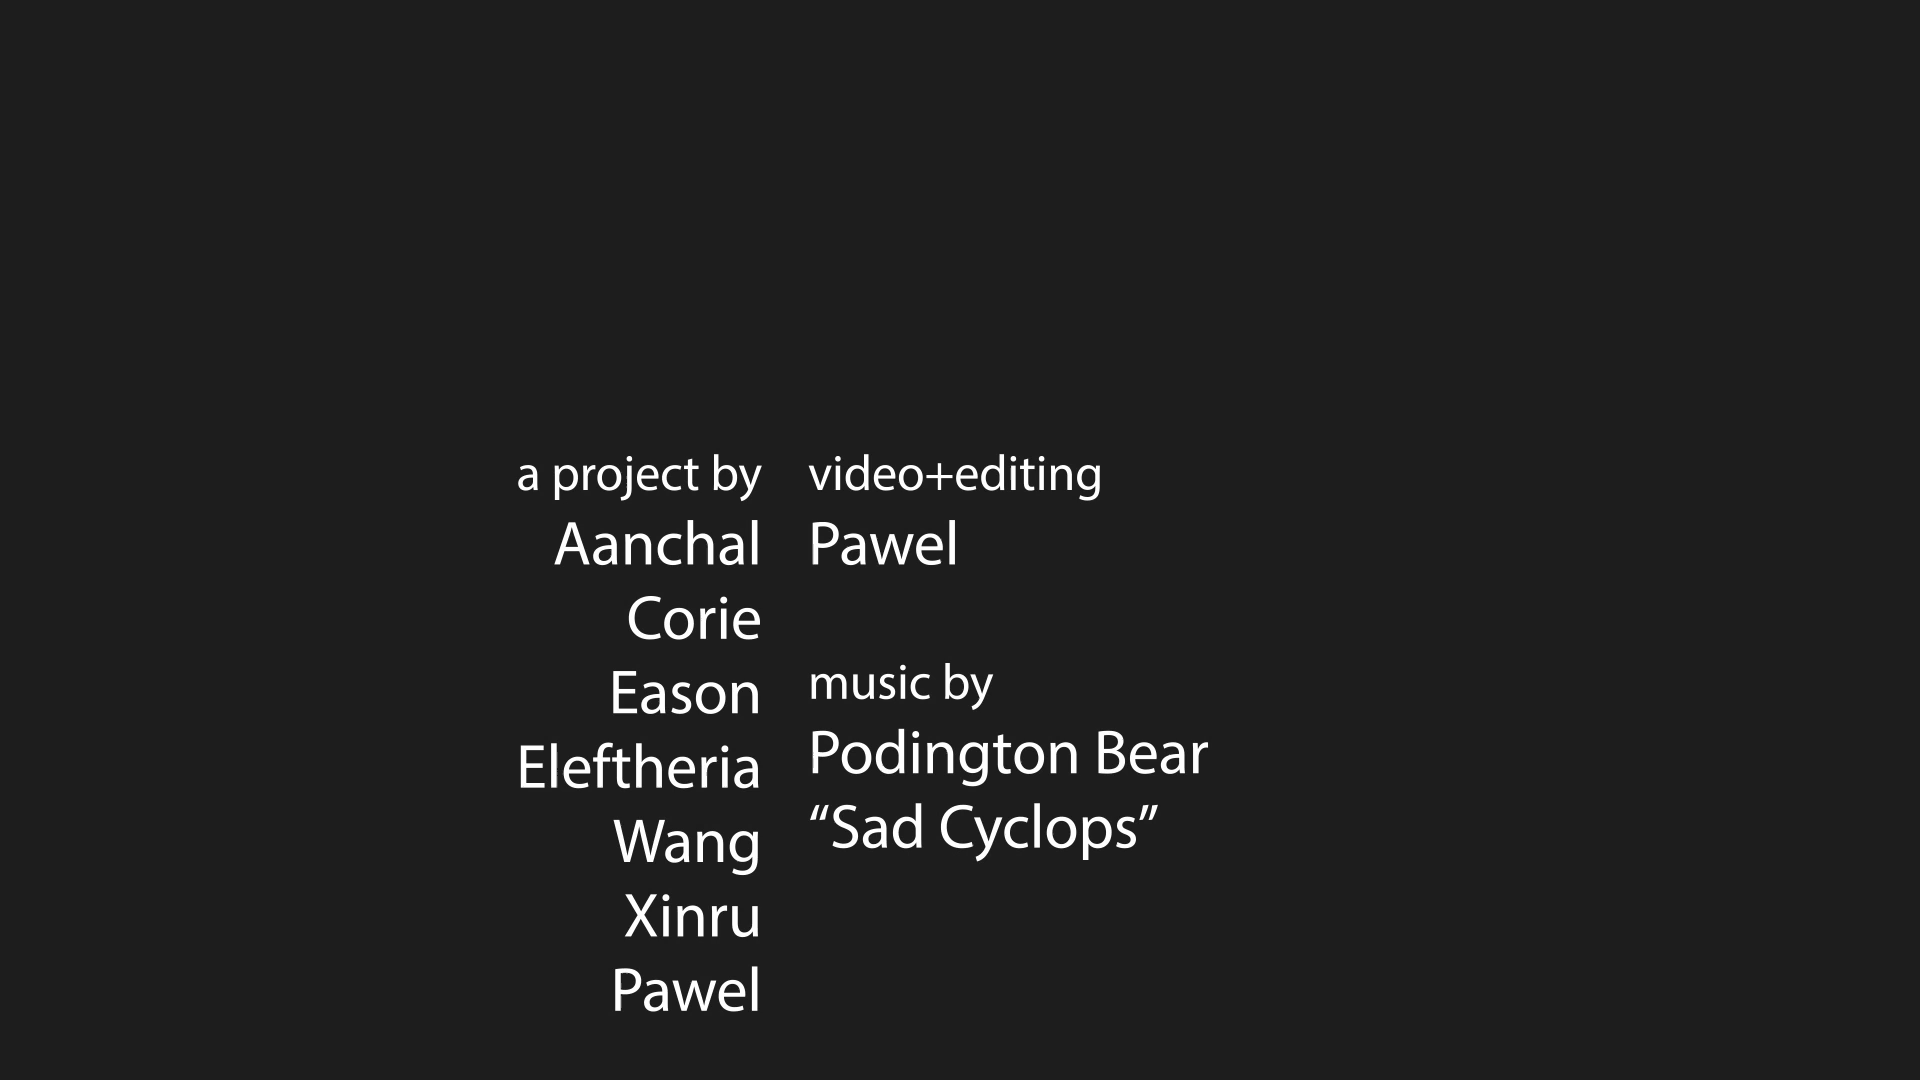 a project by
Aanchal
Corie
Eason
Eleftheria
Wang
Xinru
Pawel
video+editing
Pawel
music by
Podington Bear
“Sad Cyclops”